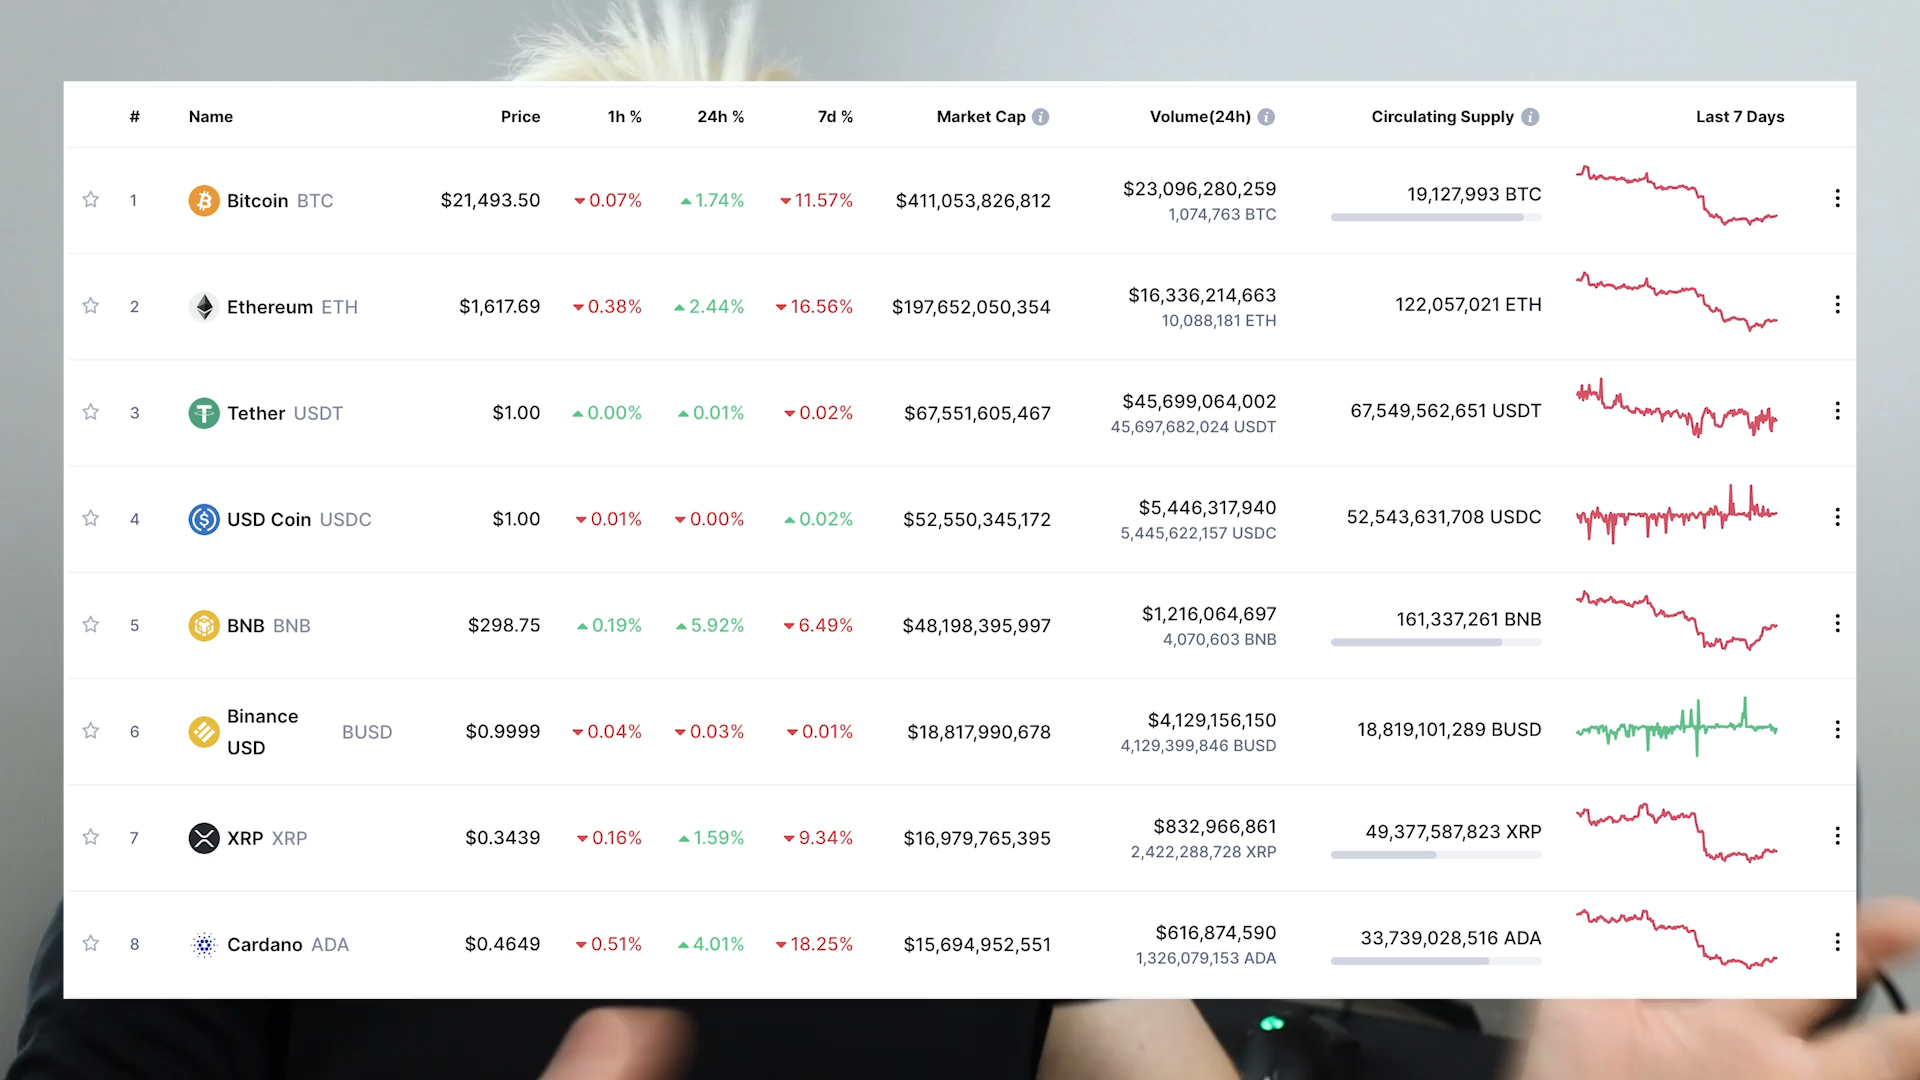 # Name Price 1h % 24h % 7d % Market Cap Volume(24h) Circulating Supply Last 7 Days
1 Bitcoin BTC $21,493.50 0.07% 1.74% 11.57% $411,053,826,812 $23,096,280,259 19,127,993 BTC
1,074,763 BTC
2 Ethereum ETH $1,617.69 0.38% 2.44% 16.56% $197,652,050,354 $16,336,214,663 122,057,021 ETH
10,088,181 ETH
3 Tether USDT $1.00 0.00% 0.01% 0.02% $67,551,605,467 $45,699,064,002 67,549,562,651 USDT
45,697,682,024 USDT
4 USD Coin USDC $1.00 0.01% 0.00% 0.02% $52,550,345,172 $5,446,317,940 52,543,631,708 USDC
5,445,622,157 USDC
5 BNB BNB $298.75 0.19% 5.92% 6.49% $48,198,395,997 $1,216,064,697 161,337,261 BNB
4,070,603 BNB
6 Binance USD BUSD $0.9999 0.04% 0.03% 0.01% $18,817,990,678 $4,129,156,150 18,819,101,289 BUSD
4,129,399,846 BUSD
7 XRP XRP $0.3439 0.16% 1.59% 9.34% $16,979,765,395 $832,966,861 49,377,587,823 XRP
2,422,288,728 XRP
8 Cardano ADA $0.4649 0.51% 4.01% 18.25% $15,694,952,551 $616,874,590 33,739,028,516 ADA
1,326,079,153 ADA